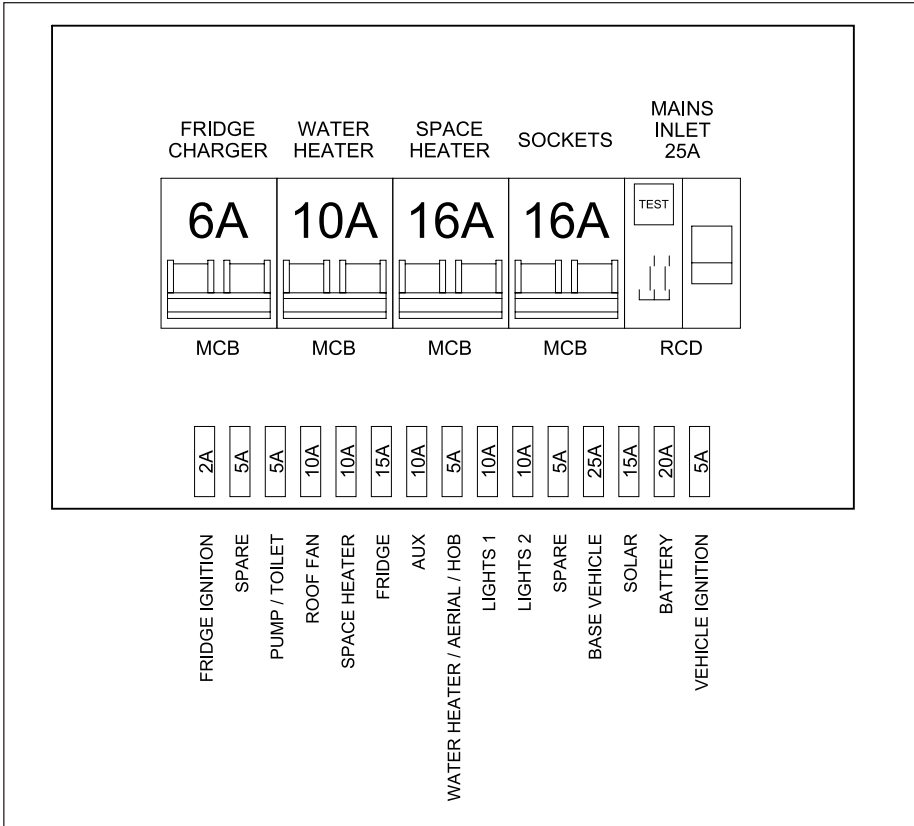 FRIDGE
CHARGER
WATER
HEATER
SPACE
HEATER
SOCKETS
MAINS
INLET
25A
6A
10A
16A
16A
TEST
MCB
MCB
MCB
MCB
RCD
2A
5A
5A
10A
10A
15A
10A
5A
10A
10A
5A
25A
15A
20A
5A
FRIDGE IGNITION
SPARE
PUMP / TOILET
ROOF FAN
SPACE HEATER
FRIDGE
AUX
WATER HEATER / AERIAL / HOB
LIGHTS 1
LIGHTS 2
SPARE
BASE VEHICLE
SOLAR
BATTERY
VEHICLE IGNITION